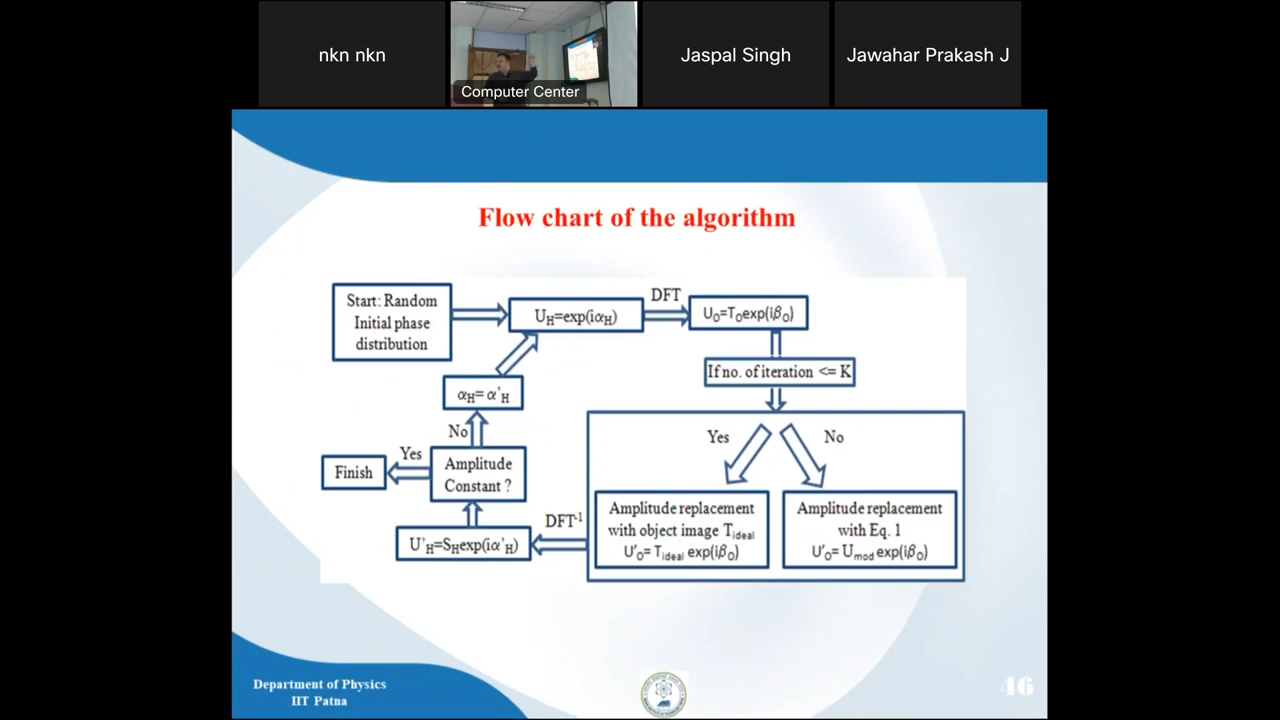 nkn nkn
Computer Center
Jaspal Singh
Jawahar Prakash J
Flow chart of the algorithm
Start: Random
Initial phase
distribution
U_H=exp(iα_H)
DFT
U_O=T_Oexp(iβ_O)
If no. of iteration <= K
Yes
No
Amplitude replacement
with object image T_ideal
U'_O= T_ideal exp(iβ_O)
Amplitude replacement
with Eq. 1
U'_O= U_mod exp(iβ_O)
DFT⁻¹
U'_H=S_Hexp(iα'_H)
Amplitude
Constant ?
Yes
Finish
No
α_H= α'_H
Department of Physics
IIT Patna
46